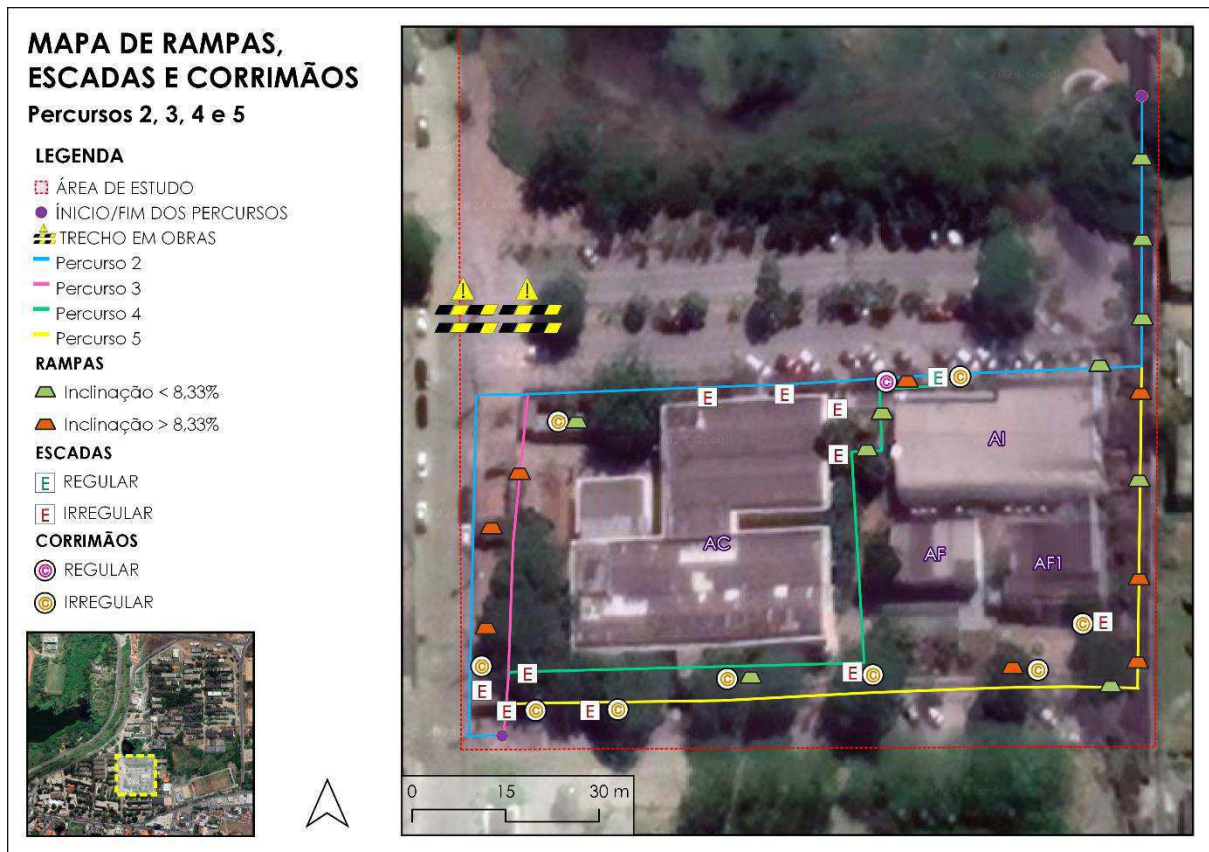 MAPA DE RAMPAS,
ESCADAS E CORRIMÃOS
Percursos 2, 3, 4 e 5
LEGENDA
ÁREA DE ESTUDO
ÍNICIO/FIM DOS PERCURSOS
TRECHO EM OBRAS
Percurso 2
Percurso 3
Percurso 4
Percurso 5
RAMPAS
Inclinação < 8,33%
Inclinação > 8,33%
ESCADAS
E REGULAR
E IRREGULAR
CORRIMÃOS
© REGULAR
© IRREGULAR
! !
E E E E
© © ©
©
E
AI
AC
AF
AF1
© E
©
E
E
© E © ©
E © E ©
0 15 30 m